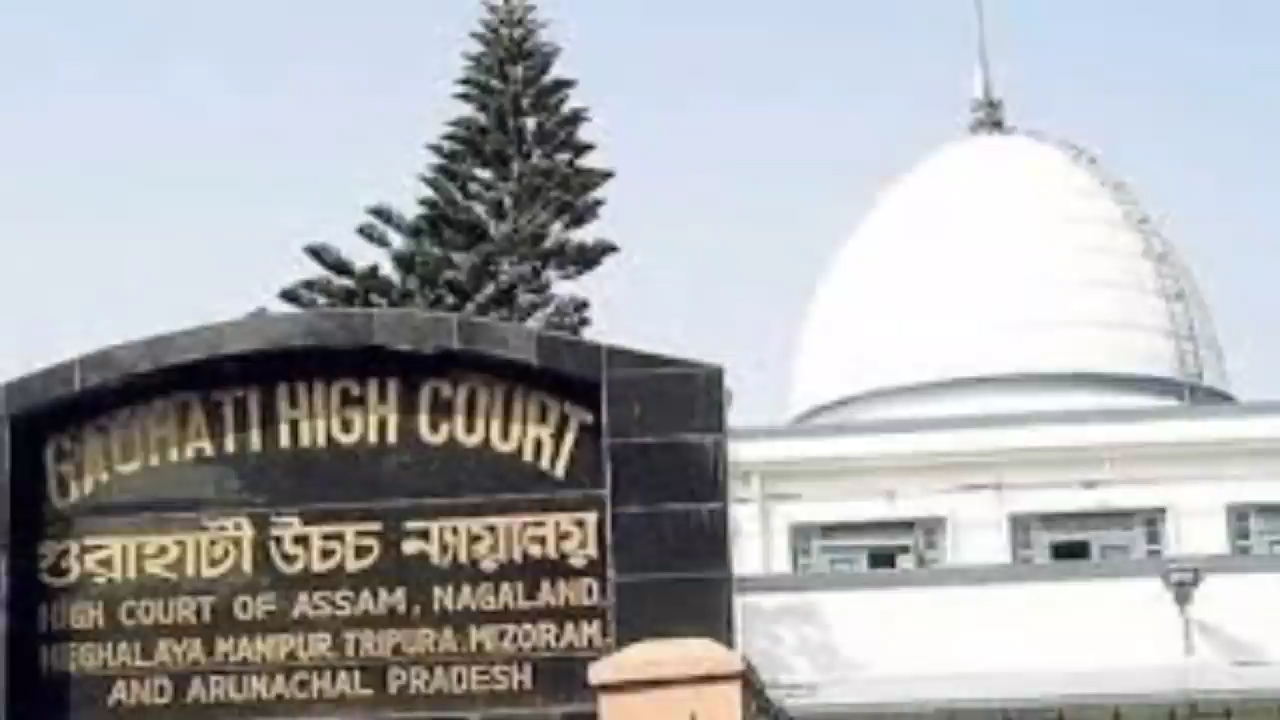 GAUHATI HIGH COURT
গুৱাহাটী উচ্চ ন্যায়ালয়
HIGH COURT OF ASSAM, NAGALAND,
MEGHALAYA, MANIPUR, TRIPURA, MIZORAM,
AND ARUNACHAL PRADESH